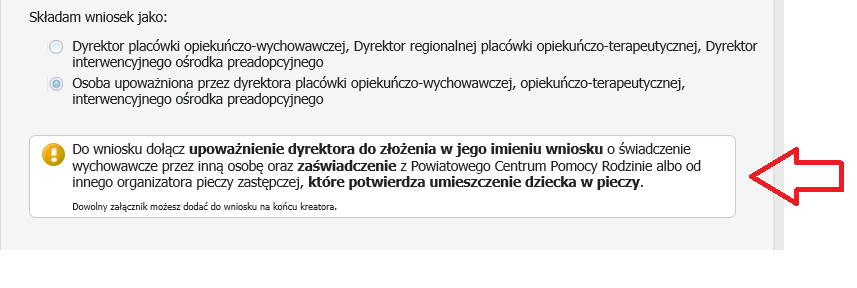 Składam wniosek jako:
Dyrektor placówki opiekuńczo-wychowawczej, Dyrektor regionalnej placówki opiekuńczo-terapeutycznej, Dyrektor
interwencyjnego ośrodka preadopcyjnego
Osoba upoważniona przez dyrektora placówki opiekuńczo-wychowawczej, opiekuńczo-terapeutycznej,
interwencyjnego ośrodka preadopcyjnego
Do wniosku dołącz upoważnienie dyrektora do złożenia w jego imieniu wniosku o świadczenie
wychowawcze przez inną osobę oraz zaświadczenie z Powiatowego Centrum Pomocy Rodzinie albo od
innego organizatora pieczy zastępczej, które potwierdza umieszczenie dziecka w pieczy.
Dowolny załącznik możesz dodać do wniosku na końcu kreatora.